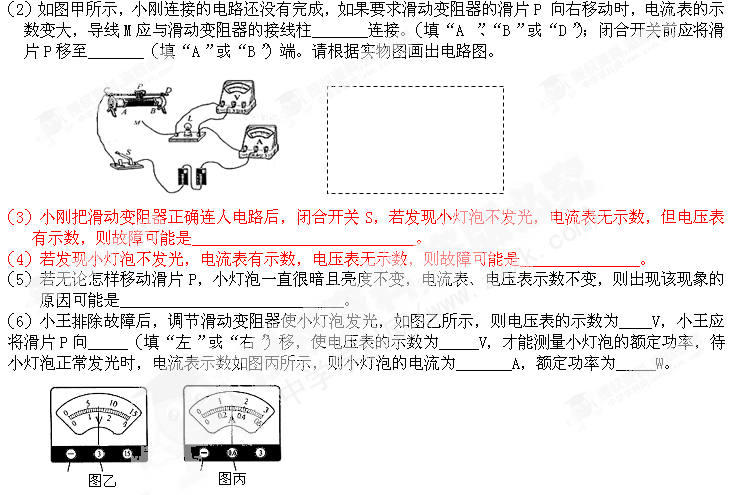 (2)如图甲所示，小刚连接的电路还没有完成，如果要求滑动变阻器的滑片 P 向右移动时，电流表的示
数变大，导线 M 应与滑动变阻器的接线柱______连接。(填“A”、“B”或“D”)；闭合开关前应将滑
片 P 移至______（填“A”或“B”）端。请根据实物图画出电路图。
C P D
A B
M
L
V
A
S
(3) 小刚把滑动变阻器正确连人电路后，闭合开关 S，若发现小灯泡不发光，电流表无示数，但电压表
有示数，则故障可能是____________________________。
(4) 若发现小灯泡不发光，电流表有示数，电压表无示数，则故障可能是_______________。
(5) 若无论怎样移动滑片 P，小灯泡一直很暗且亮度不变，电流表、电压表示数不变，则出现该现象的
原因可能是____________________________。
(6) 小王排除故障后，调节滑动变阻器使小灯泡发光，如图乙所示，则电压表的示数为____V，小王应
将滑片 P 向_____（填“左”或“右”）移，使电压表的示数为_____V，才能测量小灯泡的额定功率，待
小灯泡正常发光时，电流表示数如图丙所示，则小灯泡的电流为_______A，额定功率为_____W。
0 5 10 15
0 1 2 3
V
— 3 15
图乙
0 1 2 3
0 0.2 0.4 0.6
A
— 0.6 3
图丙